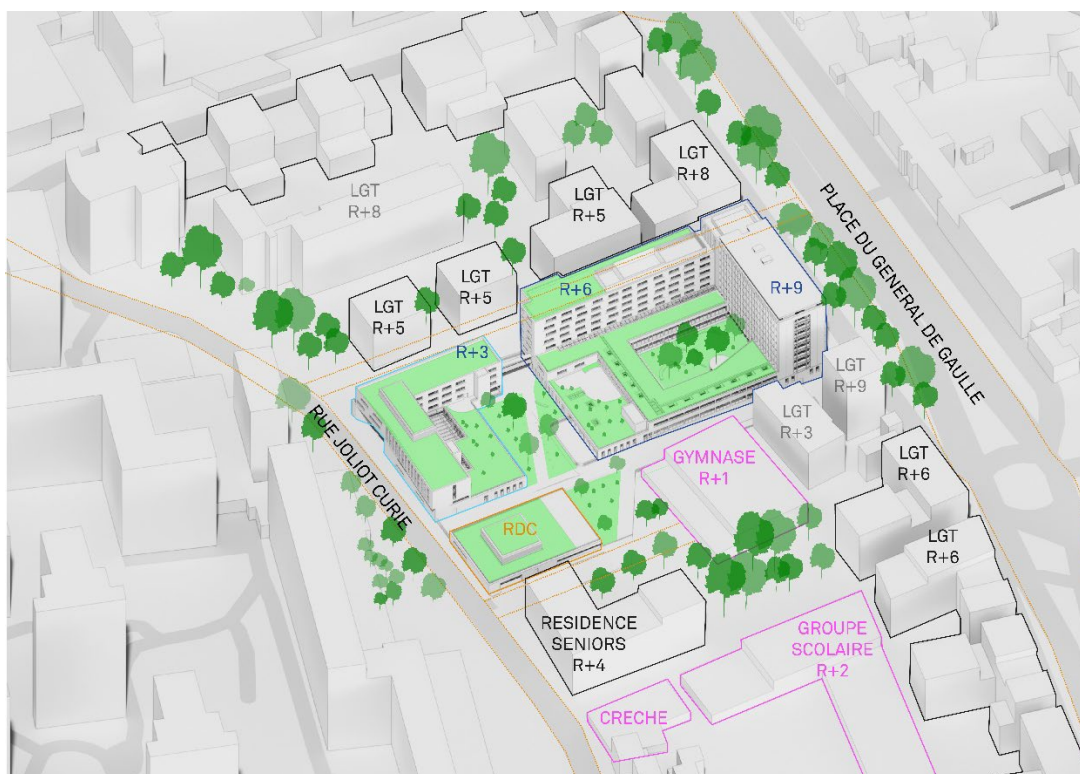 LGT
R+8
LGT
R+8
LGT
R+5
LGT
R+5
LGT
R+5
R+6
R+9
R+3
PLACE DU GENERAL DE GAULLE
RUE JOLIOT CURIE
LGT
R+9
LGT
R+3
GYMNASE
R+1
LGT
R+6
LGT
R+6
RDC
RESIDENCE
SENIORS
R+4
GROUPE
SCOLAIRE
R+2
CRECHE